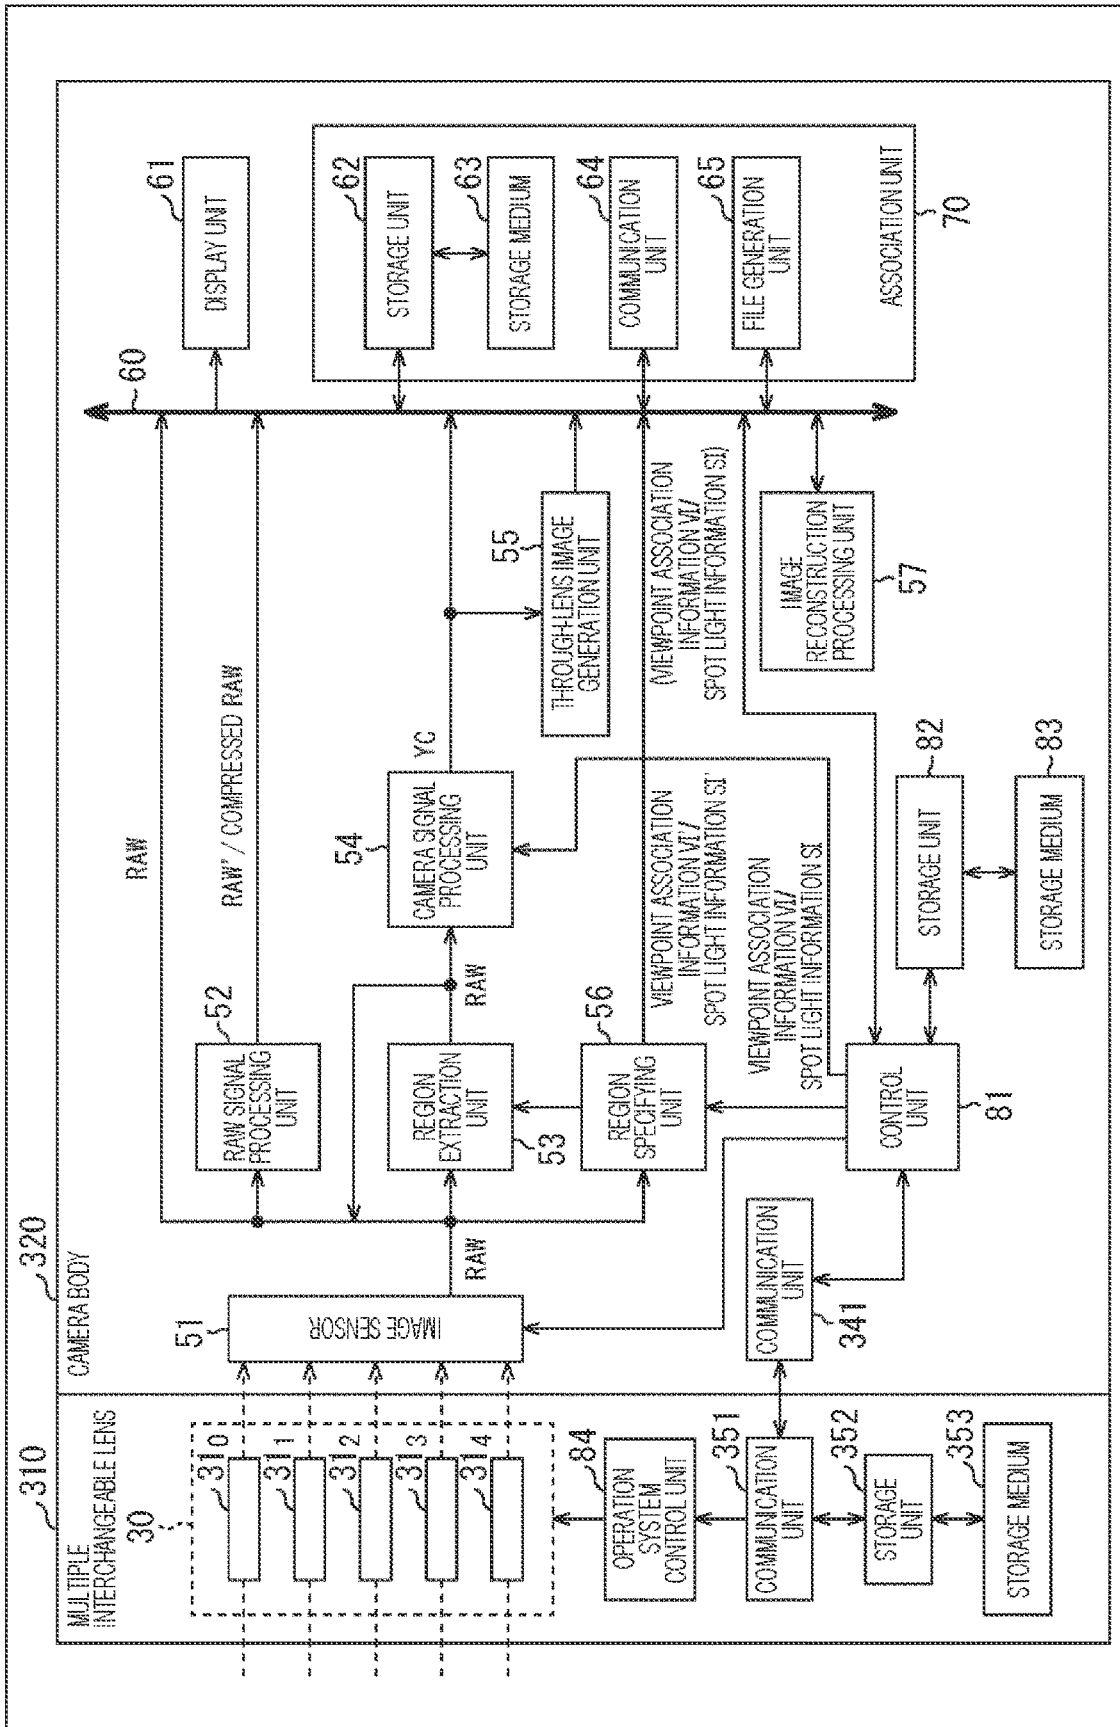 310
MULTIPLE
INTERCHANGEABLE LENS
320
CAMERA BODY
30
31 0
31 1
31 2
31 3
31 4
51
IMAGE SENSOR
RAW
52
RAW SIGNAL
PROCESSING
UNIT
RAW
RAW' / COMPRESSED RAW
REGION
EXTRACTION
UNIT
53
RAW
54
CAMERA SIGNAL
PROCESSING
UNIT
YC
55
THROUGH-LENS IMAGE
GENERATION UNIT
56
REGION
SPECIFYING
UNIT
VIEWPOINT ASSOCIATION
INFORMATION VI'/
SPOT LIGHT INFORMATION SI'
(VIEWPOINT ASSOCIATION
INFORMATION VI/
SPOT LIGHT INFORMATION SI)
VIEWPOINT ASSOCIATION
INFORMATION VI/
SPOT LIGHT INFORMATION SI
IMAGE
RECONSTRUCTION
PROCESSING UNIT
57
60
61
DISPLAY UNIT
62
STORAGE UNIT
63
STORAGE MEDIUM
64
COMMUNICATION
UNIT
65
FILE GENERATION
UNIT
ASSOCIATION UNIT
70
84
OPERATION
SYSTEM
CONTROL UNIT
351
COMMUNICATION
UNIT
352
STORAGE
UNIT
353
STORAGE MEDIUM
COMMUNICATION
UNIT
341
CONTROL
UNIT
81
82
STORAGE UNIT
83
STORAGE MEDIUM